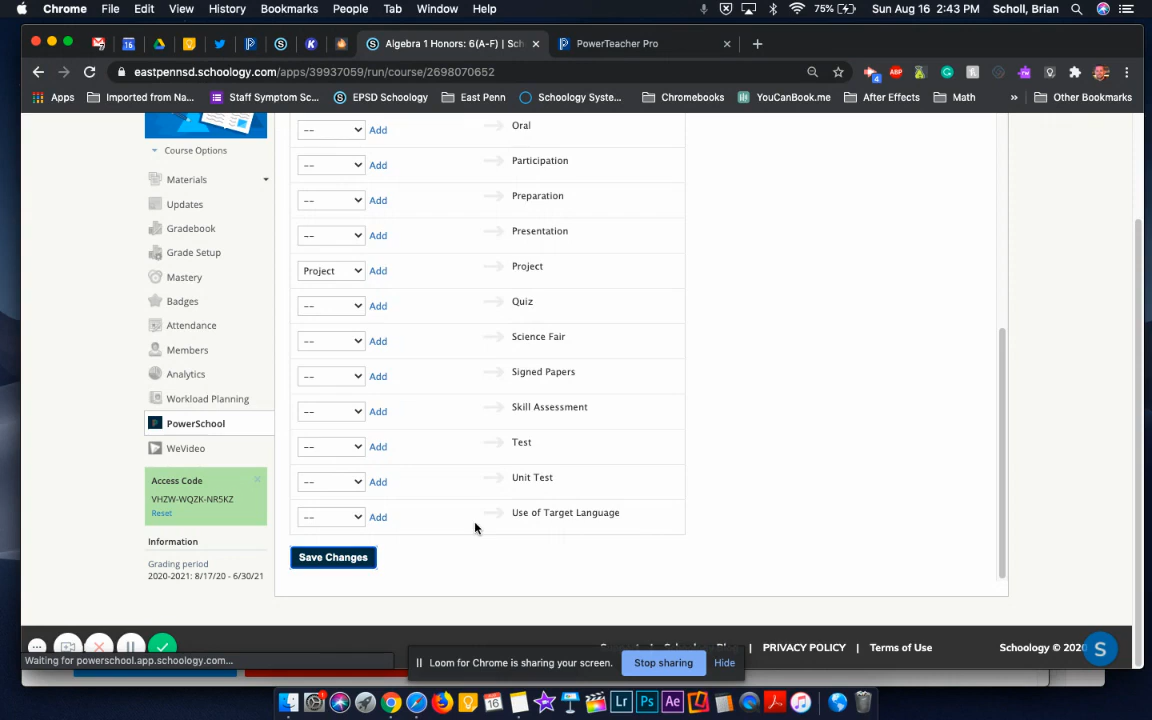 Chrome File Edit View History Bookmarks People Tab Window Help 75% Sun Aug 16 2:43 PM Scholl, Brian
Algebra 1 Honors: 6(A-F) | Sch PowerTeacher Pro
eastpennsd.schoology.com/apps/39937059/run/course/2698070652
Apps Imported from Na... Staff Symptom Sc... EPSD Schoology East Penn Schoology Syste... Chromebooks YouCanBook.me After Effects Math » Other Bookmarks
Course Options
Materials
Updates
Gradebook
Grade Setup
Mastery
Badges
Attendance
Members
Analytics
Workload Planning
PowerSchool
WeVideo
Access Code
VHZW-WQZK-NR5KZ
Reset
Information
Grading period
2020-2021: 8/17/20 - 6/30/21
-- Add Oral
-- Add Participation
-- Add Preparation
-- Add Presentation
Project Add Project
-- Add Quiz
-- Add Science Fair
-- Add Signed Papers
-- Add Skill Assessment
-- Add Test
-- Add Unit Test
-- Add Use of Target Language
Save Changes
PRIVACY POLICY Terms of Use Schoology © 2020
Waiting for powerschool.app.schoology.com...
Loom for Chrome is sharing your screen. Stop sharing Hide